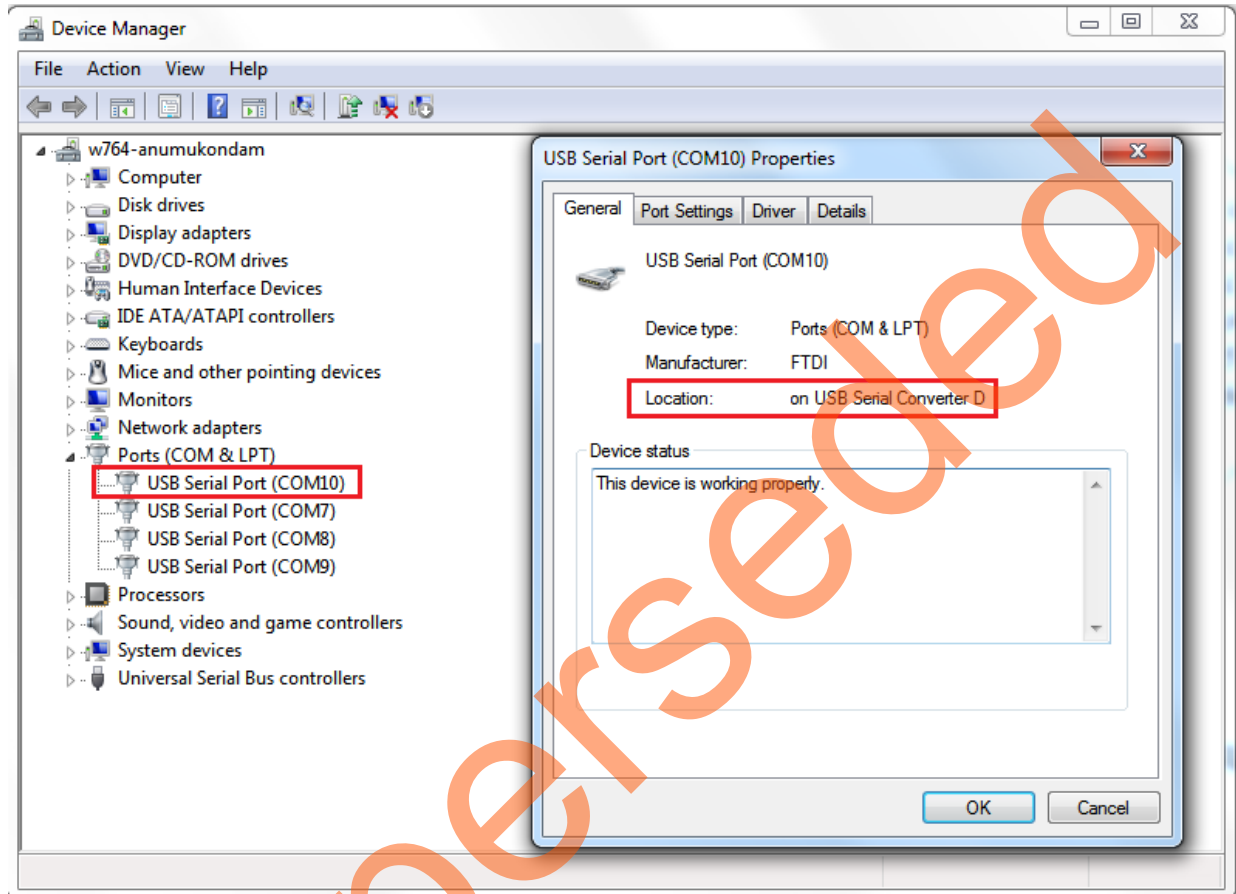 Device Manager
File Action View Help
w764-anumukondam
Computer
Disk drives
Display adapters
DVD/CD-ROM drives
Human Interface Devices
IDE ATA/ATAPI controllers
Keyboards
Mice and other pointing devices
Monitors
Network adapters
Ports (COM & LPT)
USB Serial Port (COM10)
USB Serial Port (COM7)
USB Serial Port (COM8)
USB Serial Port (COM9)
Processors
Sound, video and game controllers
System devices
Universal Serial Bus controllers
USB Serial Port (COM10) Properties
General Port Settings Driver Details
USB Serial Port (COM10)
Device type: Ports (COM & LPT)
Manufacturer: FTDI
Location: on USB Serial Converter D
Device status
This device is working properly.
OK Cancel
perseded